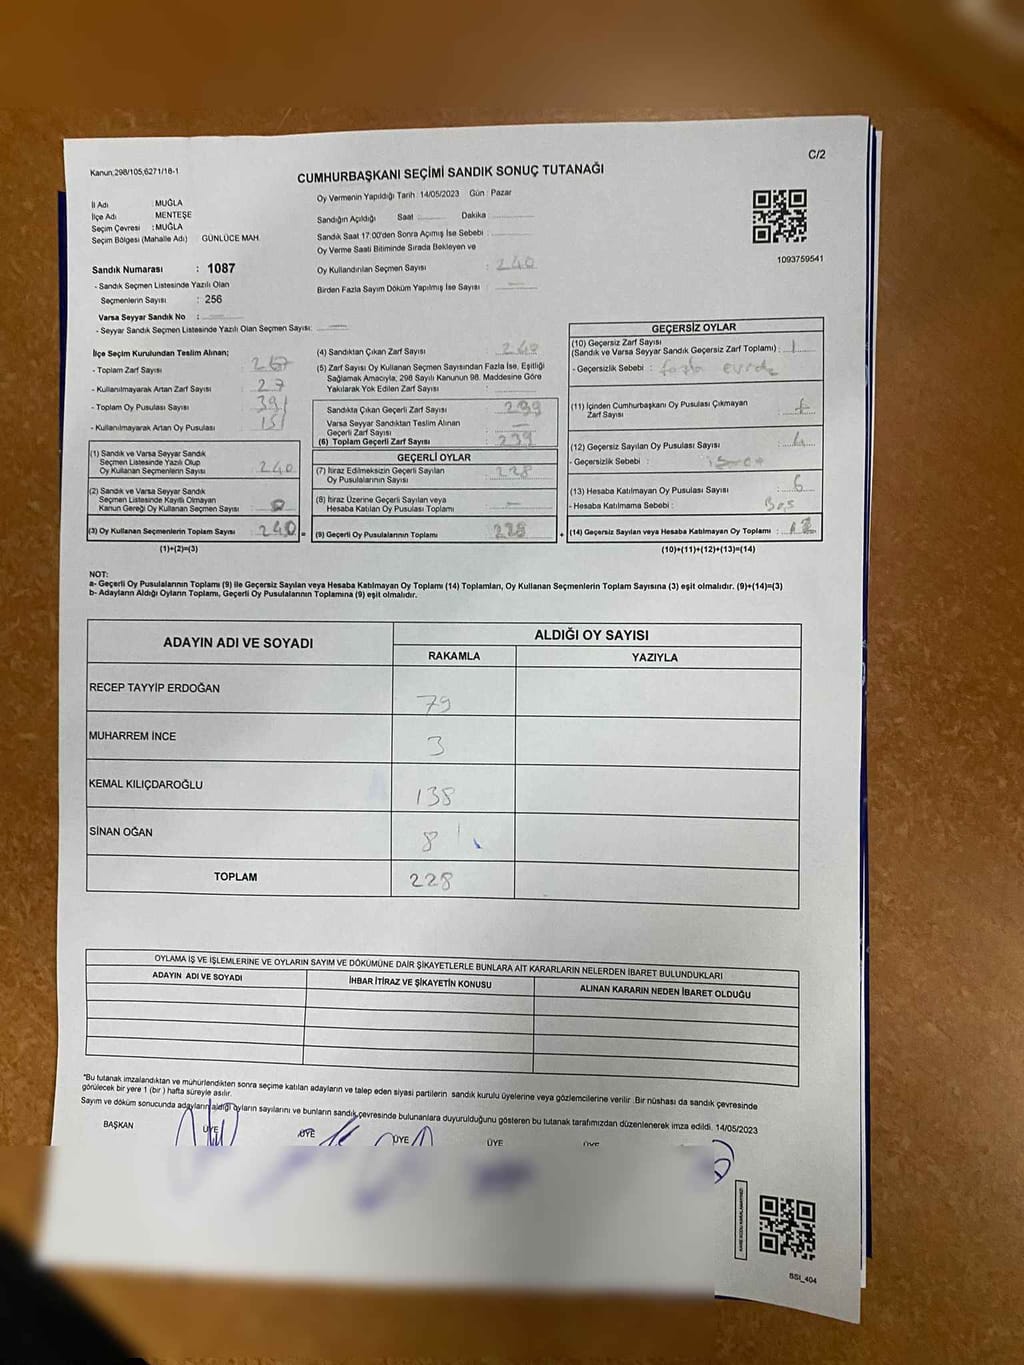 C/2
Kanun,298/105,6271/18-1
CUMHURBAŞKANI SEÇİMİ SANDIK SONUÇ TUTANAĞI
İl Adı : MUĞLA
İlçe Adı : MENTEŞE
Seçim Çevresi : MUĞLA
Seçim Bölgesi (Mahalle Adı) GÜNLÜCE MAH.
Sandık Numarası : 1087
- Sandık Seçmen Listesinde Yazılı Olan
Seçmenlerin Sayısı : 256
Varsa Seyyar Sandık No :
- Seyyar Sandık Seçmen Listesinde Yazılı Olan Seçmen Sayısı:
Oy Vermenin Yapıldığı Tarih : 14/05/2023 Gün : Pazar
Sandığın Açıldığı Saat Dakika
Sandık Saat 17:00'den Sonra Açımış İse Sebebi :
Oy Verme Saati Bitiminde Sırada Bekleyen ve
Oy Kullandırılan Seçmen Sayısı : 240
Birden Fazla Sayım Döküm Yapılmış İse Sayısı :
1093759541
İlçe Seçim Kurulundan Teslim Alınan;
- Toplam Zarf Sayısı : 267
- Kullanılmayarak Artan Zarf Sayısı : 27
- Toplam Oy Pusulası Sayısı : 391
- Kullanılmayarak Artan Oy Pusulası : 151
(1) Sandık ve Varsa Seyyar Sandık
Seçmen Listesinde Yazılı Olup
Oy Kullanan Seçmenlerin Sayısı : 240
(2) Sandık ve Varsa Seyyar Sandık
Seçmen Listesinde Kayıtlı Olmayan
Kanun Gereği Oy Kullanan Seçmen Sayısı : 0
(3) Oy Kullanan Seçmenlerin Toplam Sayısı : 240
(1)+(2)=(3)
(4) Sandıktan Çıkan Zarf Sayısı : 240
(5) Zarf Sayısı Oy Kullanan Seçmen Sayısından Fazla İse, Eşitliği
Sağlamak Amacıyla; 298 Sayılı Kanunun 98. Maddesine Göre
Yakılarak Yok Edilen Zarf Sayısı :
Sandıkta Çıkan Geçerli Zarf Sayısı : 239
Varsa Seyyar Sandıktan Teslim Alınan
Geçerli Zarf Sayısı :
(6) Toplam Geçerli Zarf Sayısı : 239
GEÇERLİ OYLAR
(7) İtiraz Edilmeksizin Geçerli Sayılan
Oy Pusulalarının Sayısı : 228
(8) İtiraz Üzerine Geçerli Sayılan veya
Hesaba Katılan Oy Pusulası Toplamı :
= (9) Geçerli Oy Pusulalarının Toplamı : 228
GEÇERSİZ OYLAR
(10) Geçersiz Zarf Sayısı
(Sandık ve Varsa Seyyar Sandık Geçersiz Zarf Toplamı) : 1
- Geçersizlik Sebebi : fazla
(11) İçinden Cumhurbaşkanı Oy Pusulası Çıkmayan
Zarf Sayısı :
(12) Geçersiz Sayılan Oy Pusulası Sayısı : 4
- Geçersizlik Sebebi :
(13) Hesaba Katılmayan Oy Pusulası Sayısı : 6
- Hesaba Katılmama Sebebi : Boş
+ (14) Geçersiz Sayılan veya Hesaba Katılmayan Oy Toplamı : 12
(10)+(11)+(12)+(13)=(14)
NOT:
a- Geçerli Oy Pusulalarının Toplamı (9) ile Geçersiz Sayılan veya Hesaba Katılmayan Oy Toplamı (14) Toplamları, Oy Kullanan Seçmenlerin Toplam Sayısına (3) eşit olmalıdır. (9)+(14)=(3)
b- Adayların Aldığı Oyların Toplamı, Geçerli Oy Pusulalarının Toplamına (9) eşit olmalıdır.
ADAYIN ADI VE SOYADI
ALDIĞI OY SAYISI
RAKAMLA YAZIYLA
RECEP TAYYİP ERDOĞAN 79
MUHARREM İNCE 3
KEMAL KILIÇDAROĞLU 138
SİNAN OĞAN 8
TOPLAM 228
OYLAMA İŞ VE İŞLEMLERİNE VE OYLARIN SAYIM VE DÖKÜMÜNE DAİR ŞİKAYETLERLE BUNLARA AİT KARARLARIN NELERDEN İBARET BULUNDUKLARI
ADAYIN ADI VE SOYADI İHBAR İTİRAZ VE ŞİKAYETİN KONUSU ALINAN KARARIN NEDEN İBARET OLDUĞU
*Bu tutanak imzalandıktan ve mühürlendikten sonra seçime katılan adayların ve talep eden siyasi partilerin sandık kurulu üyelerine veya gözlemcilerine verilir .Bir nüshası da sandık çevresinde
görülecek bir yere 1 (bir) hafta süreyle asılır.
Sayım ve döküm sonucunda adayların aldığı oyların sayılarını ve bunların sandık çevresinde bulunanlara duyurulduğunu gösteren bu tutanak tarafımızdan düzenlenerek imza edildi. 14/05/2023
BAŞKAN ÜYE ÜYE ÜYE ÜYE ÜYE
BSI_404